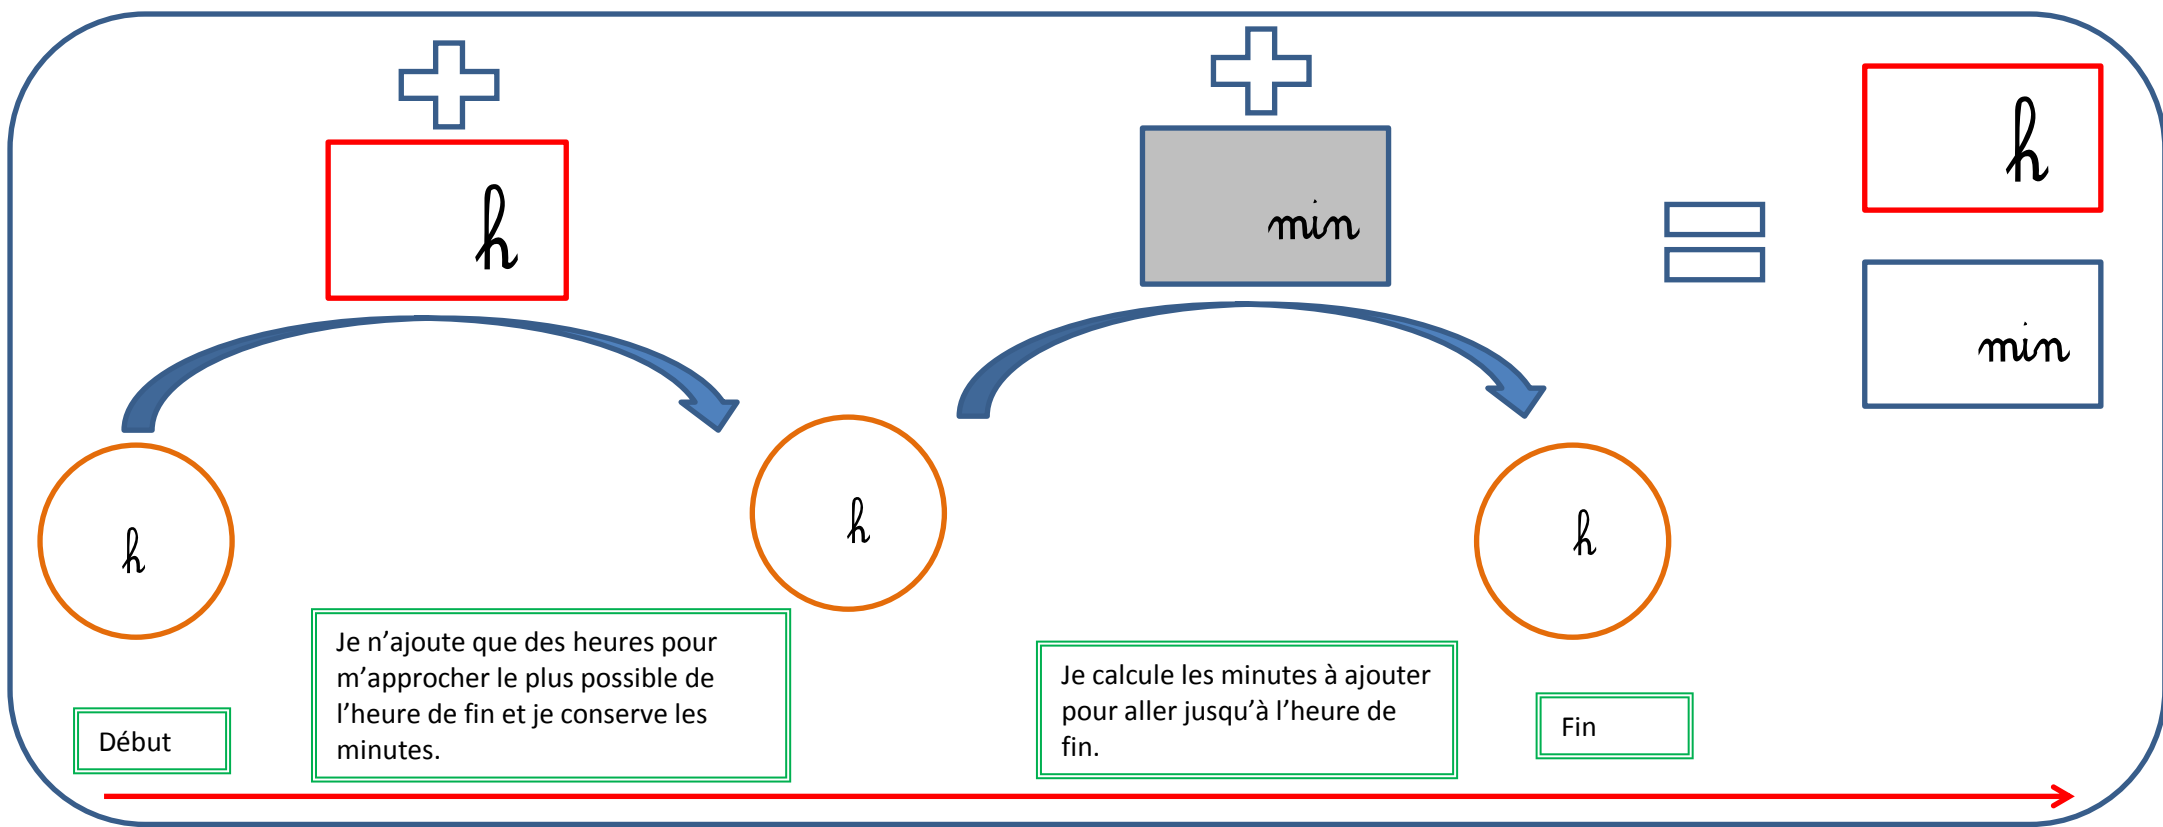 h
min
h
min
h
h
h
Je n’ajoute que des heures pour
m’approcher le plus possible de
l’heure de fin et je conserve les
minutes.
Je calcule les minutes à ajouter
pour aller jusqu’à l’heure de
fin.
Début
Fin